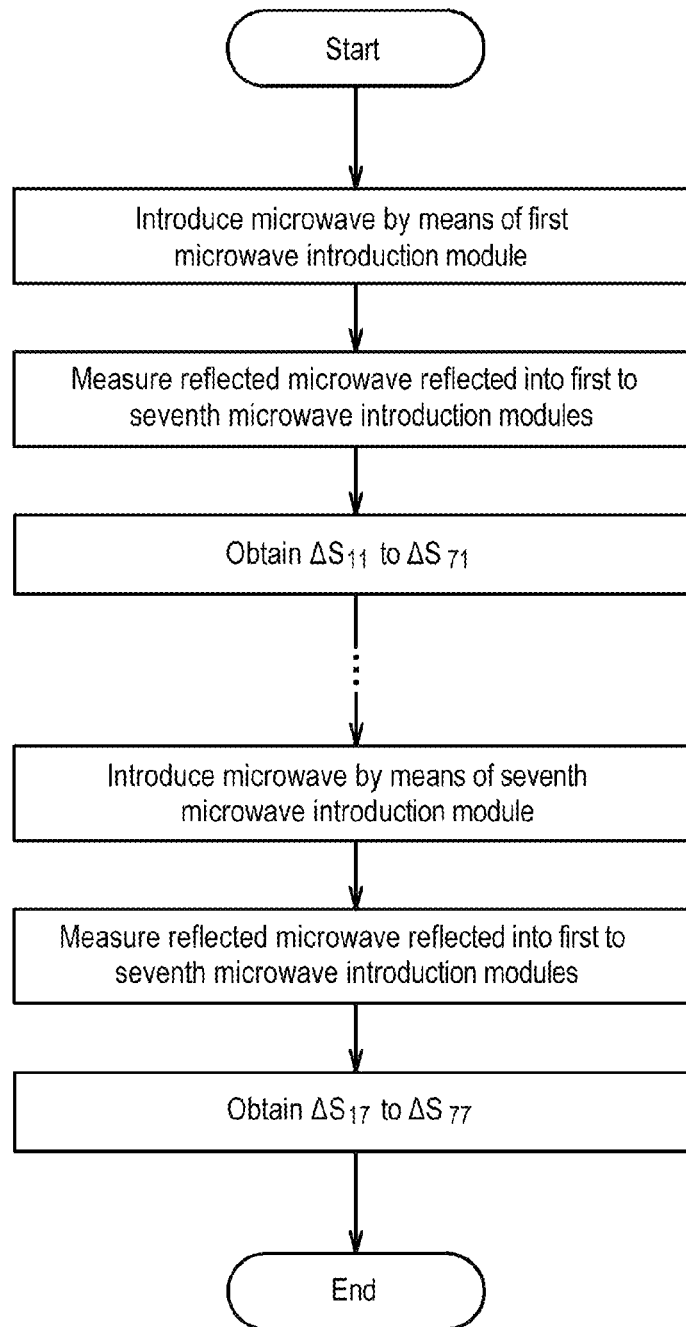 Start
Introduce microwave by means of first
microwave introduction module
Measure reflected microwave reflected into first to
seventh microwave introduction modules
Obtain ΔS₁₁ to ΔS₇₁
⋮
Introduce microwave by means of seventh
microwave introduction module
Measure reflected microwave reflected into first to
seventh microwave introduction modules
Obtain ΔS₁₇ to ΔS₇₇
End